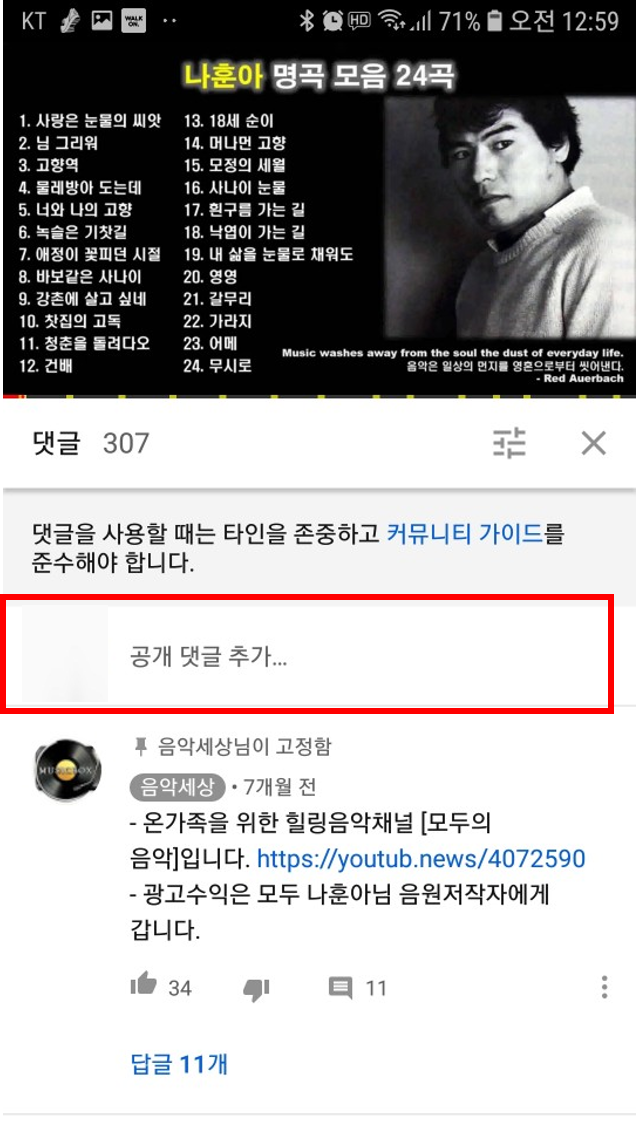 KT WALK ON. HD 71% 오전 12:59
나훈아 명곡 모음 24곡
1. 사랑은 눈물의 씨앗
2. 님 그리워
3. 고향역
4. 물레방아 도는데
5. 너와 나의 고향
6. 녹슬은 기찻길
7. 애정이 꽃피던 시절
8. 바보같은 사나이
9. 강촌에 살고 싶네
10. 찻집의 고독
11. 청춘을 돌려다오
12. 건배
13. 18세 순이
14. 머나먼 고향
15. 모정의 세월
16. 사나이 눈물
17. 흰구름 가는 길
18. 낙엽이 가는 길
19. 내 삶을 눈물로 채워도
20. 영영
21. 갈무리
22. 가라지
23. 어메
24. 무시로
Music washes away from the soul the dust of everyday life.
음악은 일상의 먼지를 영혼으로부터 씻어낸다.
- Red Auerbach
댓글 307
댓글을 사용할 때는 타인을 존중하고 커뮤니티 가이드를
준수해야 합니다.
공개 댓글 추가...
음악세상님이 고정함
음악세상 • 7개월 전
- 온가족을 위한 힐링음악채널 [모두의
음악]입니다. https://youtub.news/4072590
- 광고수익은 모두 나훈아님 음원저작자에게
갑니다.
34 11
답글 11개